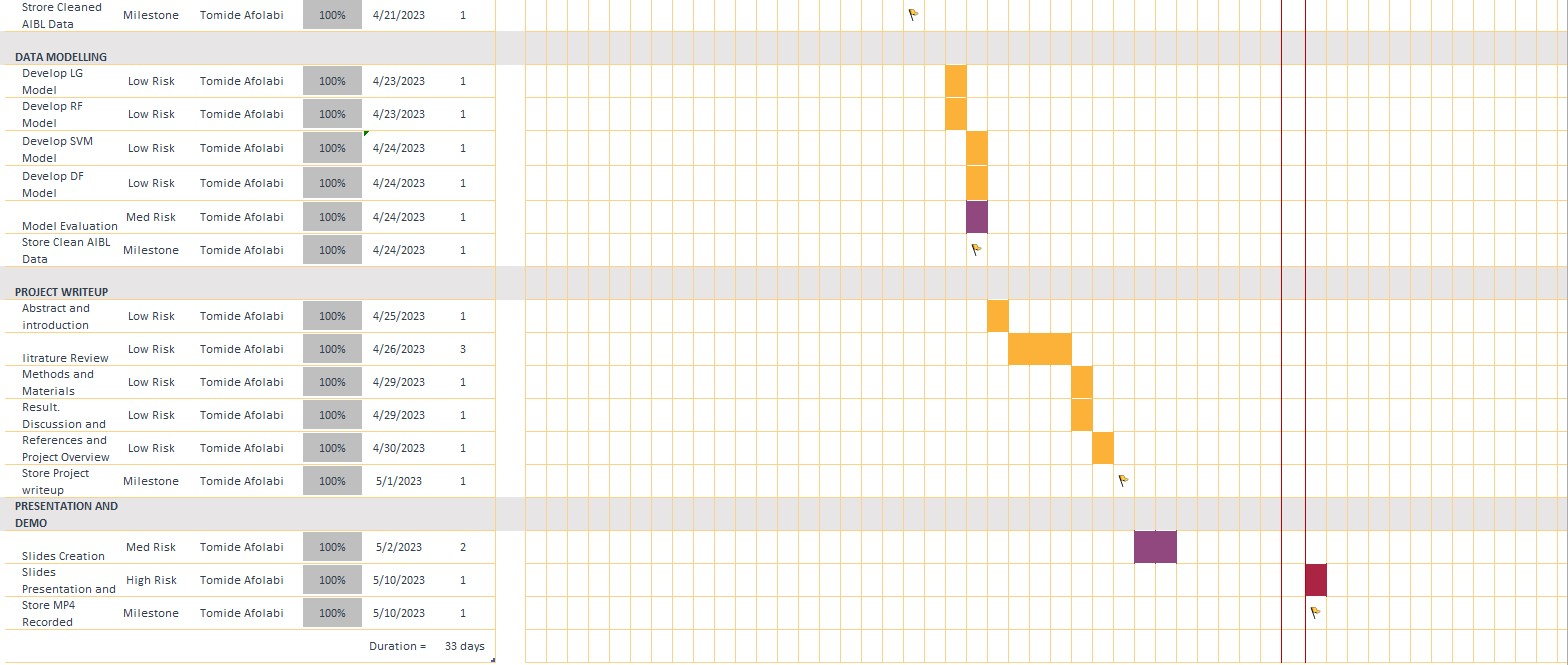 Strore Cleaned
AIBL Data Milestone Tomide Afolabi 100% 4/21/2023 1
DATA MODELLING
Develop LG
Model Low Risk Tomide Afolabi 100% 4/23/2023 1
Develop RF
Model Low Risk Tomide Afolabi 100% 4/23/2023 1
Develop SVM
Model Low Risk Tomide Afolabi 100% 4/24/2023 1
Develop DF
Model Low Risk Tomide Afolabi 100% 4/24/2023 1
Model Evaluation Med Risk Tomide Afolabi 100% 4/24/2023 1
Store Clean AIBL
Data Milestone Tomide Afolabi 100% 4/24/2023 1
PROJECT WRITEUP
Abstract and
introduction Low Risk Tomide Afolabi 100% 4/25/2023 1
litrature Review Low Risk Tomide Afolabi 100% 4/26/2023 3
Methods and
Materials Low Risk Tomide Afolabi 100% 4/29/2023 1
Result.
Discussion and Low Risk Tomide Afolabi 100% 4/29/2023 1
References and
Project Overview Low Risk Tomide Afolabi 100% 4/30/2023 1
Store Project
writeup Milestone Tomide Afolabi 100% 5/1/2023 1
PRESENTATION AND
DEMO
Slides Creation Med Risk Tomide Afolabi 100% 5/2/2023 2
Slides
Presentation and High Risk Tomide Afolabi 100% 5/10/2023 1
Store MP4
Recorded Milestone Tomide Afolabi 100% 5/10/2023 1
Duration = 33 days